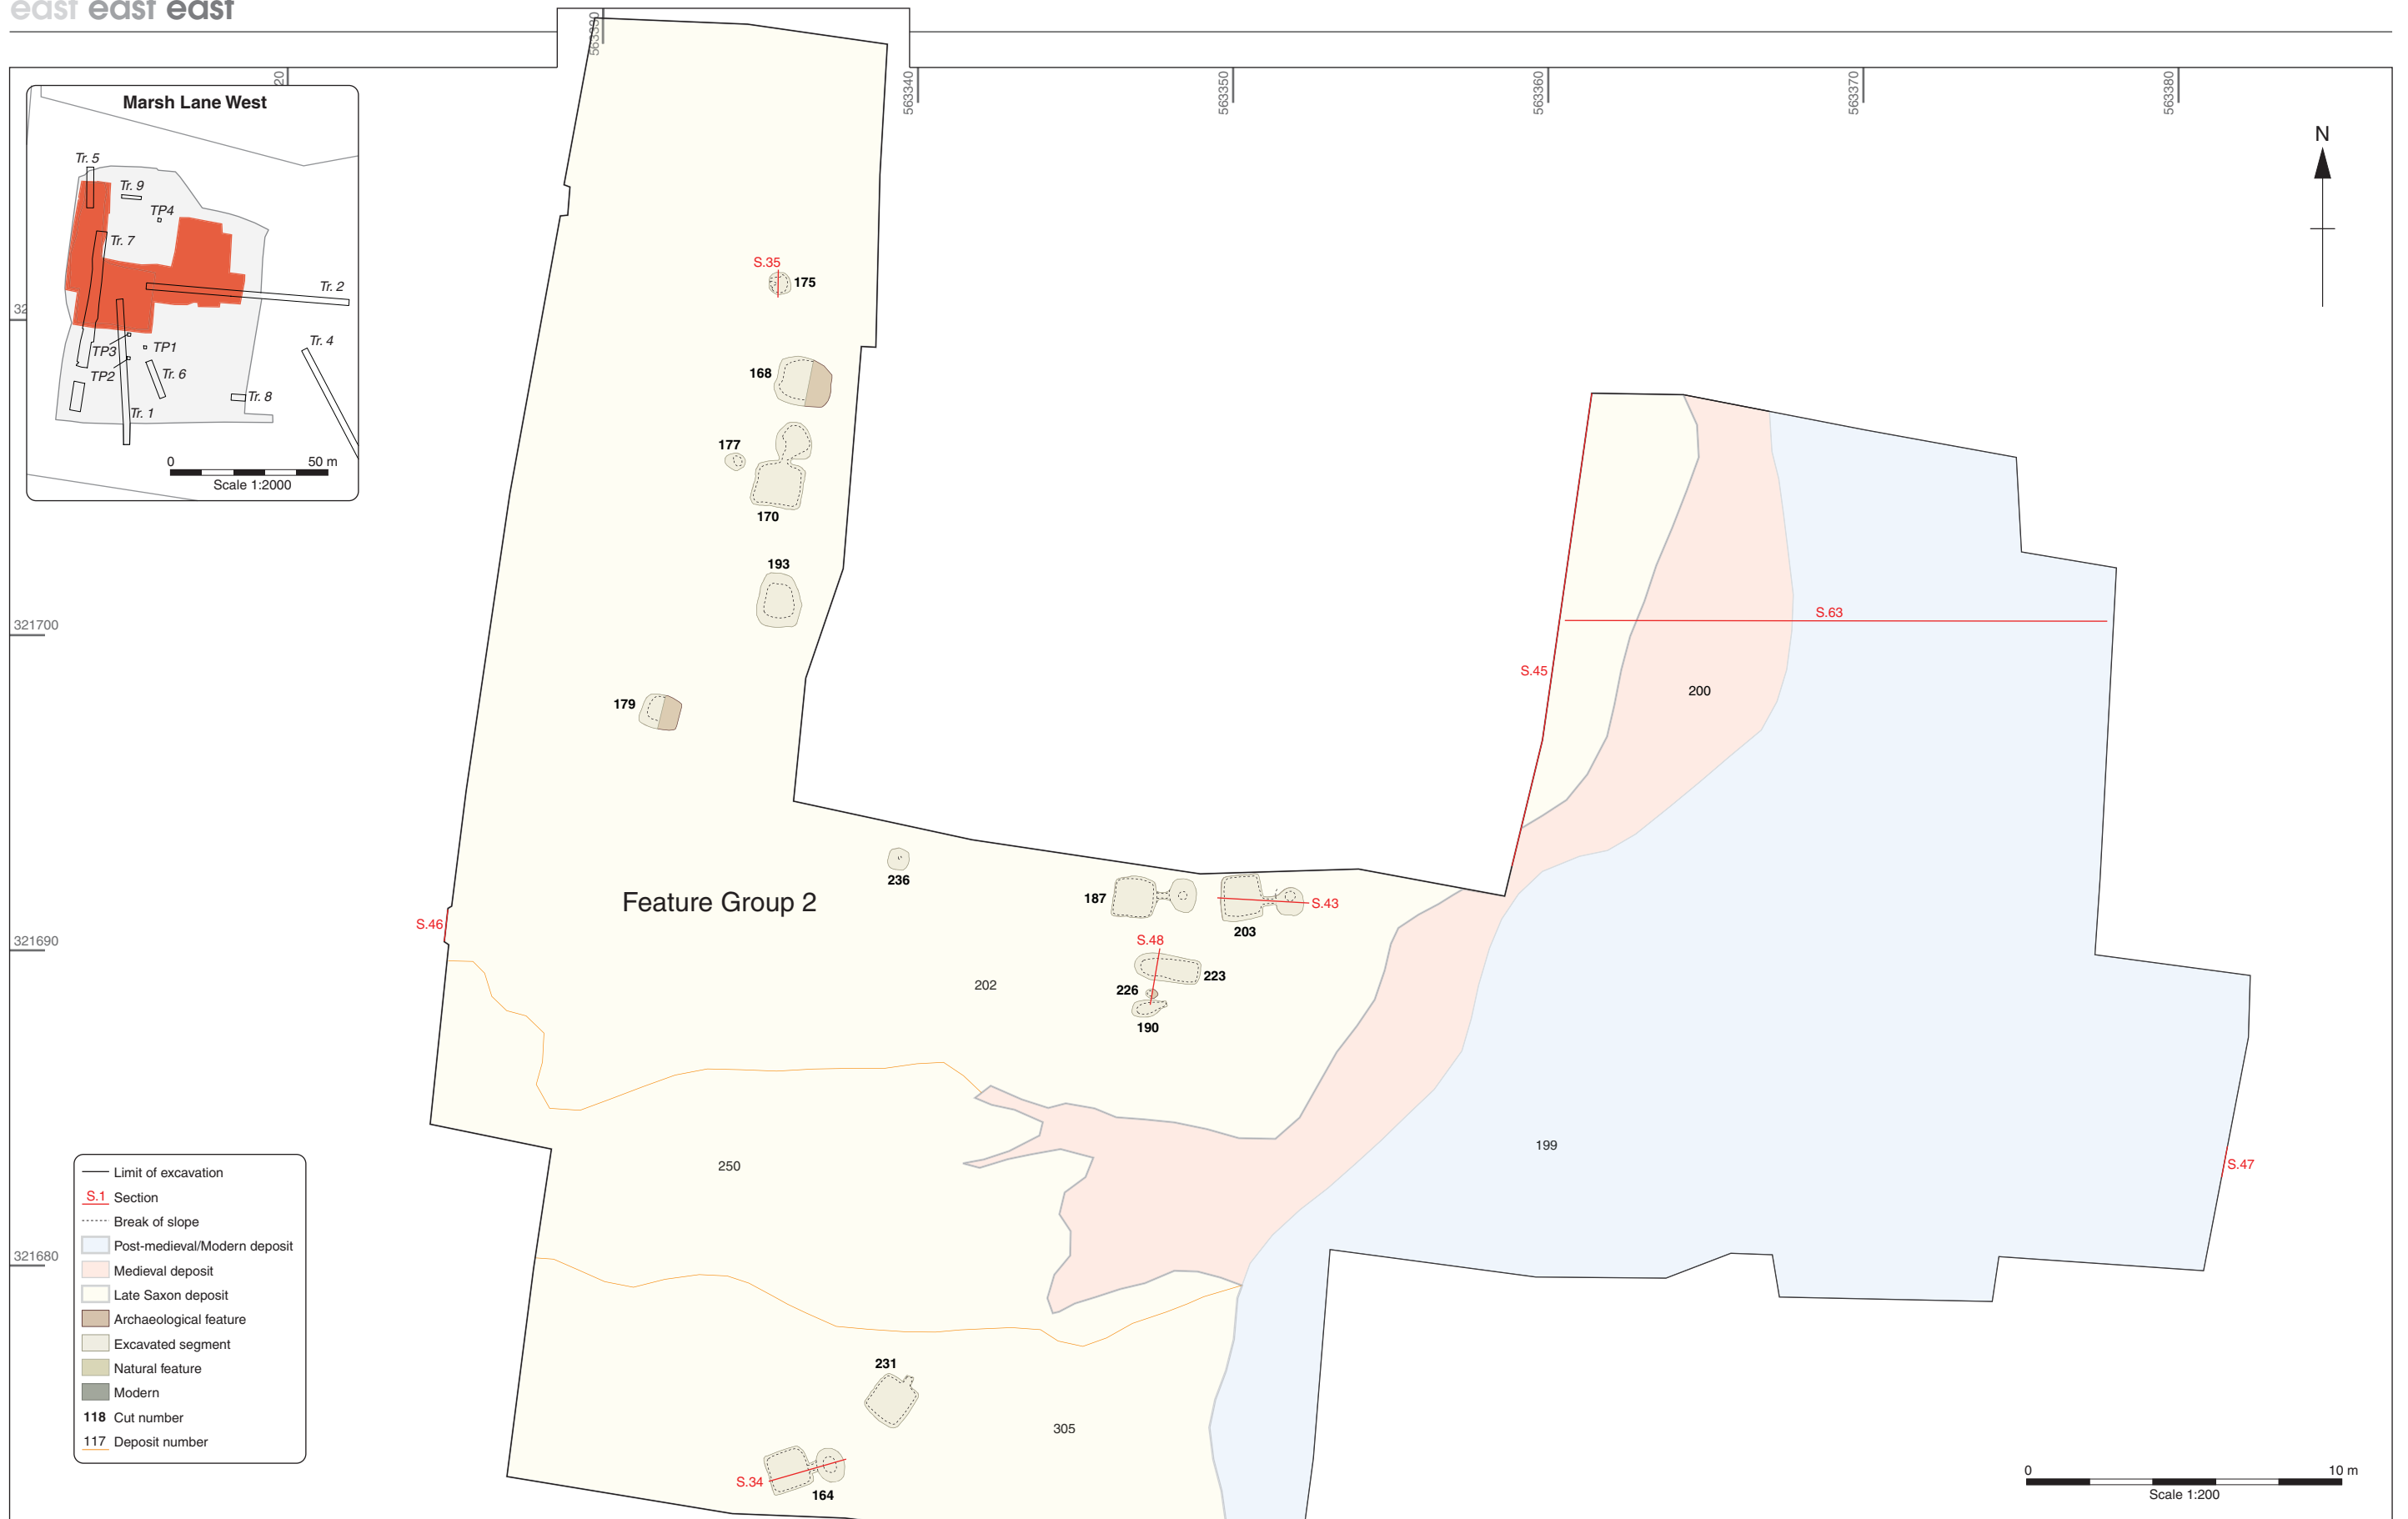 east east east
563330
20
563340
563350
563360
563370
563380
Marsh Lane West
Tr. 5
Tr. 9
TP4
Tr. 7
Tr. 2
Tr. 4
TP3
TP1
TP2
Tr. 6
Tr. 8
Tr. 1
0 50 m
Scale 1:2000
N
32
S.35
175
168
177
170
193
321700
S.63
S.45
200
179
236
Feature Group 2
187
S.43
203
S.46
321690
S.48
223
202
226
190
199
S.47
250
321680
231
305
S.34
164
Limit of excavation
S.1 Section
Break of slope
Post-medieval/Modern deposit
Medieval deposit
Late Saxon deposit
Archaeological feature
Excavated segment
Natural feature
Modern
118 Cut number
117 Deposit number
0 10 m
Scale 1:200